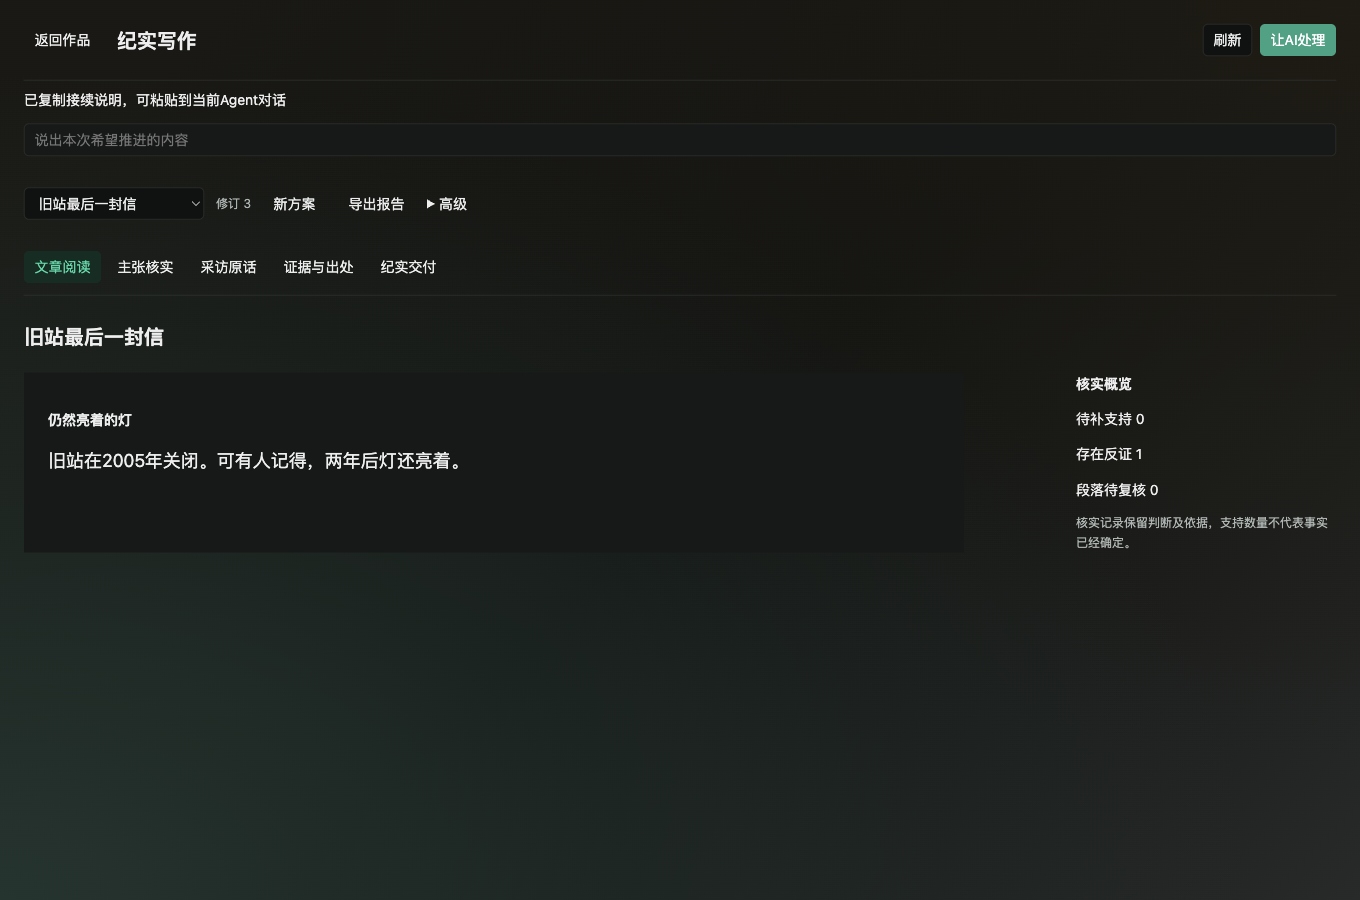 返回作品 纪实写作 刷新 让AI处理
已复制接续说明，可粘贴到当前Agent对话
说出本次希望推进的内容
旧站最后一封信 修订 3 新方案 导出报告 ▶ 高级
文章阅读 主张核实 采访原话 证据与出处 纪实交付
旧站最后一封信
仍然亮着的灯
旧站在2005年关闭。可有人记得，两年后灯还亮着。
核实概览
待补支持 0
存在反证 1
段落待复核 0
核实记录保留判断及依据，支持数量不代表事实
已经确定。